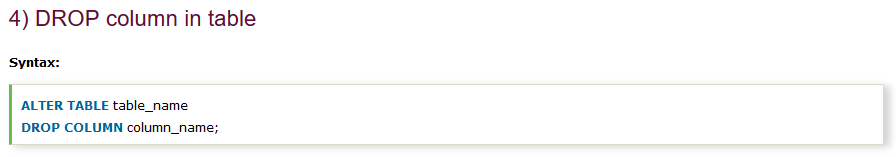 4) DROP column in table
Syntax:
ALTER TABLE table_name
DROP COLUMN column_name;